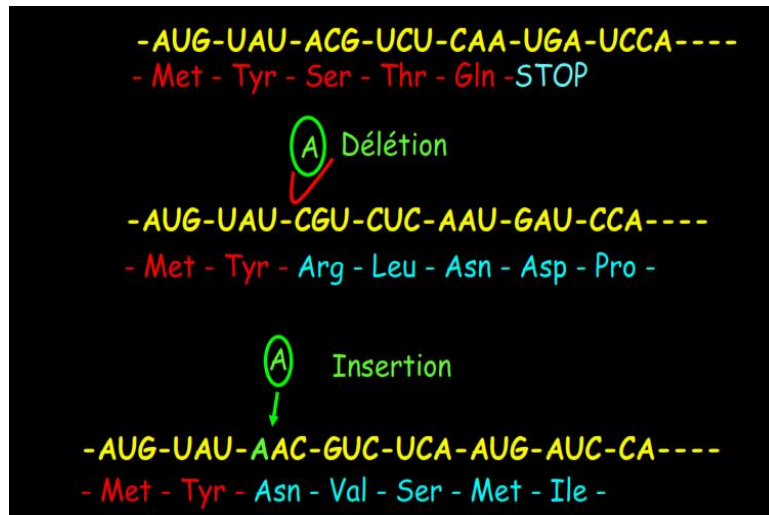 -AUG-UAU-ACG-UCU-CAA-UGA-UCCA----
- Met - Tyr - Ser - Thr - Gln -STOP
A Délétion
-AUG-UAU-CGU-CUC-AAU-GAU-CCA----
- Met - Tyr - Arg - Leu - Asn - Asp - Pro -
A Insertion
-AUG-UAU-AAC-GUC-UCA-AUG-AUC-CA----
- Met - Tyr - Asn - Val - Ser - Met - Ile -